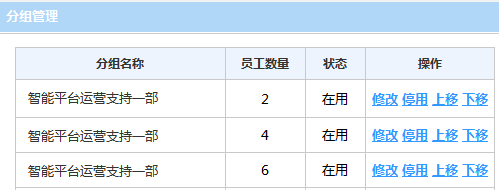 分组管理
分组名称 员工数量 状态 操作
智能平台运营支持一部 2 在用 修改 停用 上移 下移
智能平台运营支持一部 4 在用 修改 停用 上移 下移
智能平台运营支持一部 6 在用 修改 停用 上移 下移